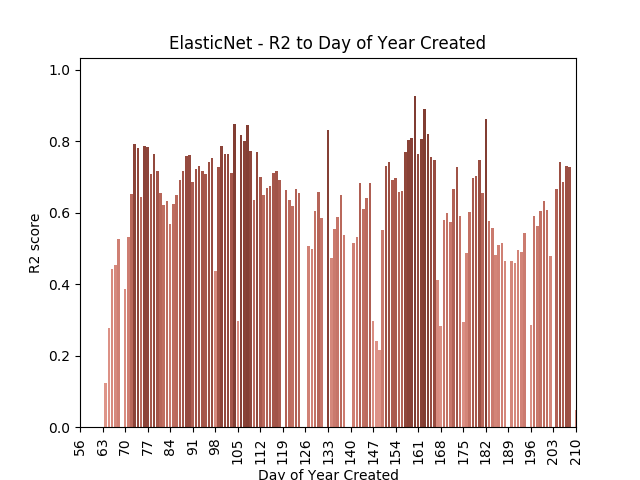 ElasticNet - R2 to Day of Year Created
1.0
0.8
0.6
0.4
0.2
0.0
R2 score
56 63 70 77 84 91 98 105 112 119 126 133 140 147 154 161 168 175 182 189 196 203 210
Day of Year Created